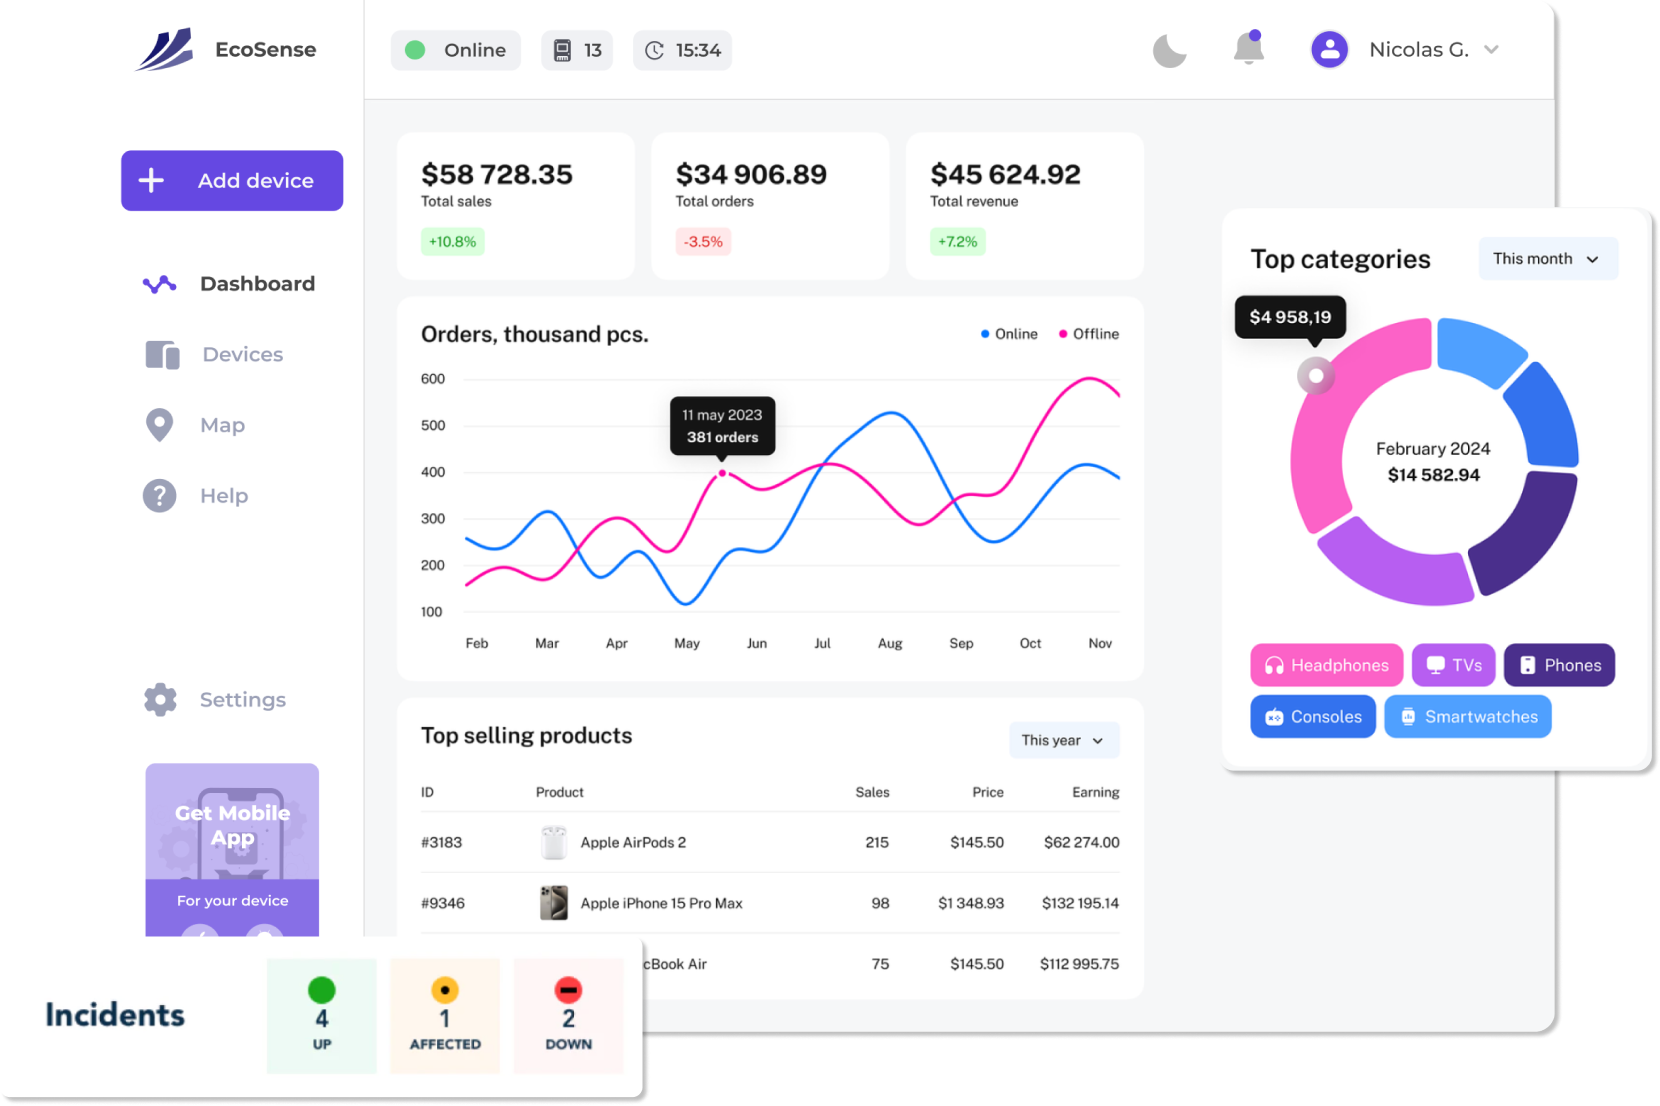 EcoSense
Online
13
15:34
Nicolas G.
Add device
Dashboard
Devices
Map
Help
Settings
Get Mobile
App
For your device
$58 728.35
Total sales
+10.8%
$34 906.89
Total orders
-3.5%
$45 624.92
Total revenue
+7.2%
Orders, thousand pcs.
Online
Offline
600
500
400
300
200
100
11 may 2023
381 orders
Feb Mar Apr May Jun Jul Aug Sep Oct Nov
Top selling products
This year
ID Product Sales Price Earning
#3183 Apple AirPods 2 215 $145.50 $62 274.00
#9346 Apple iPhone 15 Pro Max 98 $1 348.93 $132 195.14
cBook Air 75 $145.50 $112 995.75
Top categories
This month
$4 958,19
February 2024
$14 582.94
Headphones
TVs
Phones
Consoles
Smartwatches
Incidents
4
UP
1
AFFECTED
2
DOWN